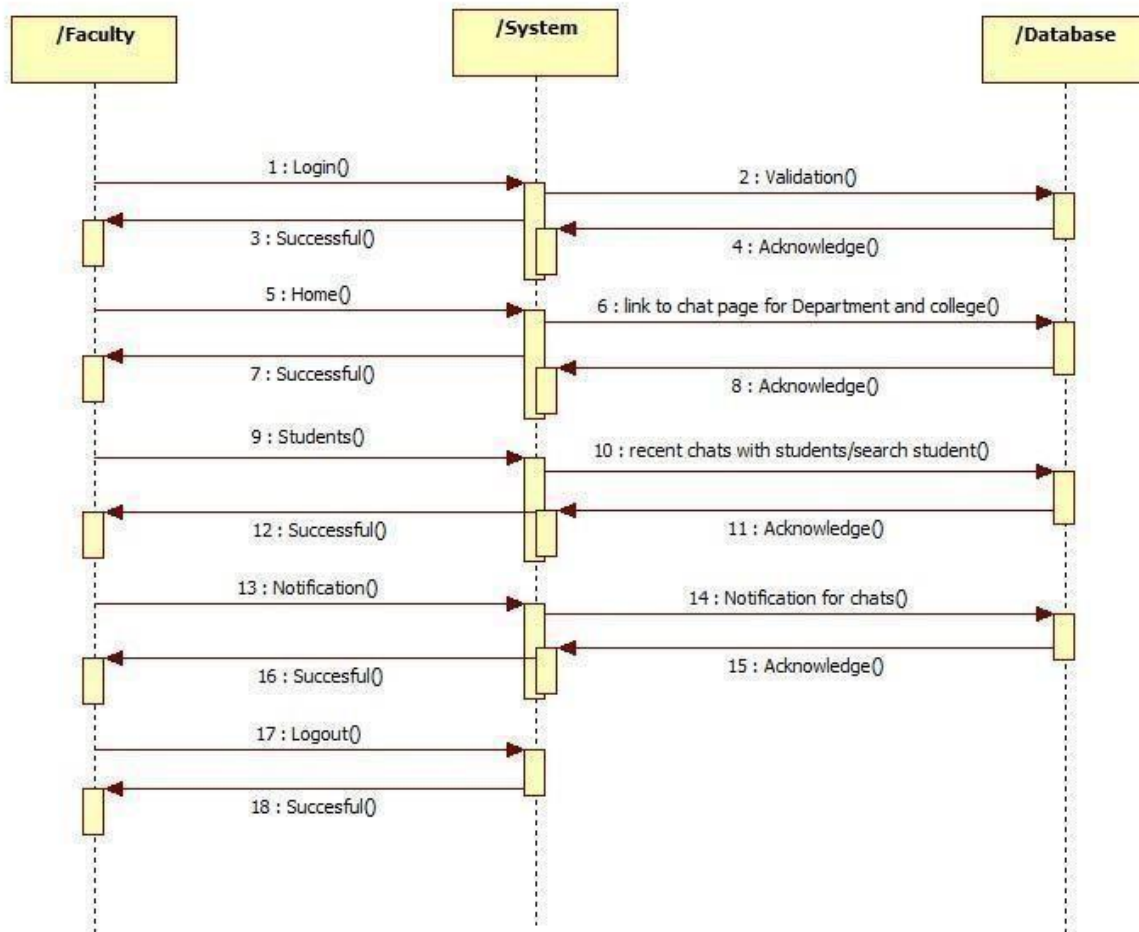 /Faculty
/System
/Database
1 : Login()
2 : Validation()
3 : Successful()
4 : Acknowledge()
5 : Home()
6 : link to chat page for Department and college()
7 : Successful()
8 : Acknowledge()
9 : Students()
10 : recent chats with students/search student()
12 : Successful()
11 : Acknowledge()
13 : Notification()
14 : Notification for chats()
16 : Succesful()
15 : Acknowledge()
17 : Logout()
18 : Succesful()